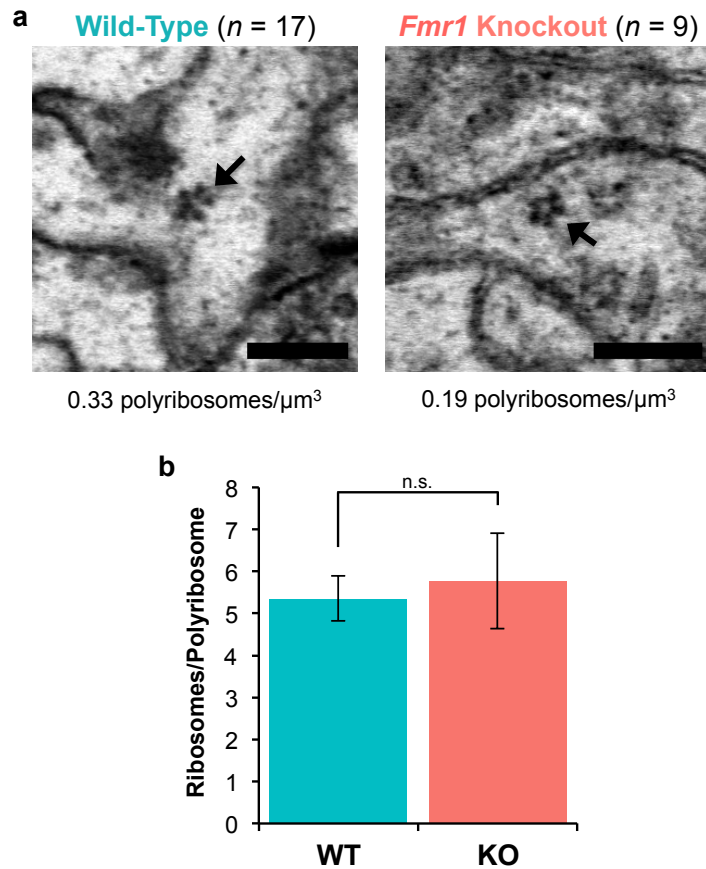 a
Wild-Type (n = 17)
Fmr1 Knockout (n = 9)
0.33 polyribosomes/µm³
0.19 polyribosomes/µm³
b
n.s.
Ribosomes/Polyribosome
8
7
6
5
4
3
2
1
0
WT
KO